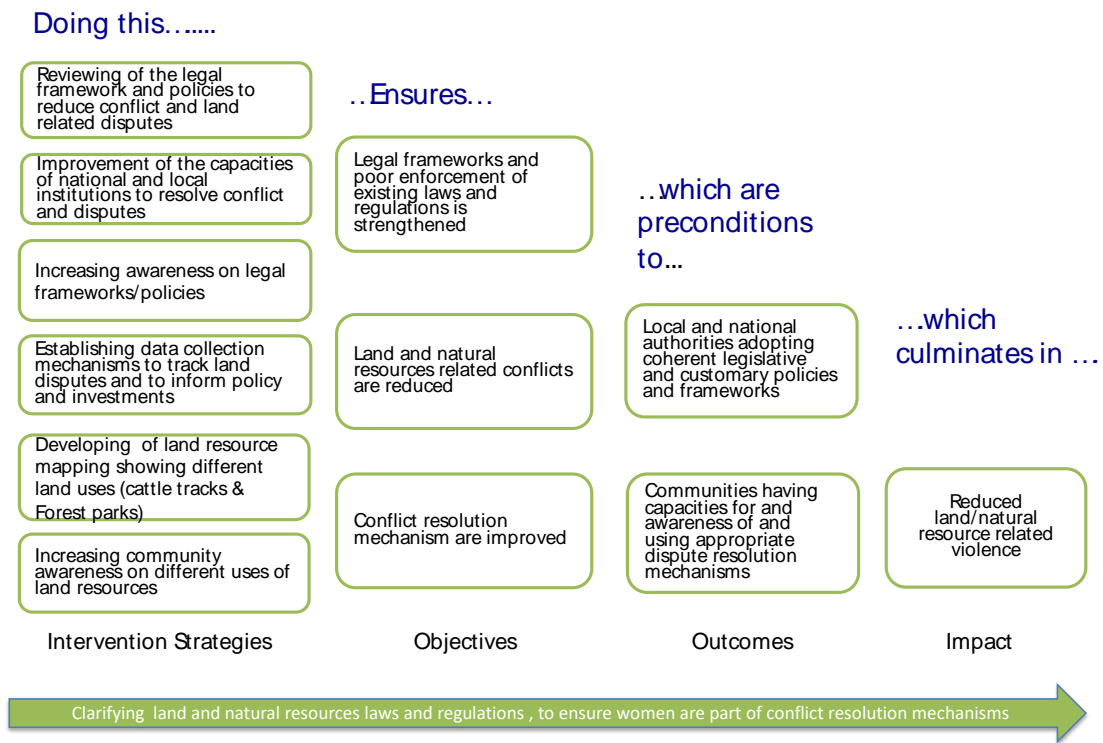 Doing this…..…
Reviewing of the legal
framework and policies to
reduce conflict and land
related disputes
Improvement of the capacities
of national and local
institutions to resolve conflict
and disputes
Increasing awareness on legal
frameworks/policies
Establishing data collection
mechanisms to track land
disputes and to inform policy
and investments
Developing of land resource
mapping showing different
land uses (cattle tracks &
Forest parks)
Increasing community
awareness on different uses of
land resources
Intervention Strategies
…Ensures…
Legal frameworks and
poor enforcement of
existing laws and
regulations is
strengthened
Land and natural
resources related conflicts
are reduced
Conflict resolution
mechanism are improved
Objectives
….which are
preconditions
to…
Local and national
authorities adopting
coherent legislative
and customary policies
and frameworks
Communities having
capacities for and
awareness of and
using appropriate
dispute resolution
mechanisms
Outcomes
….which
culminates in ….
Reduced
land/natural
resource related
violence
Impact
Clarifying land and natural resources laws and regulations , to ensure women are part of conflict resolution mechanisms